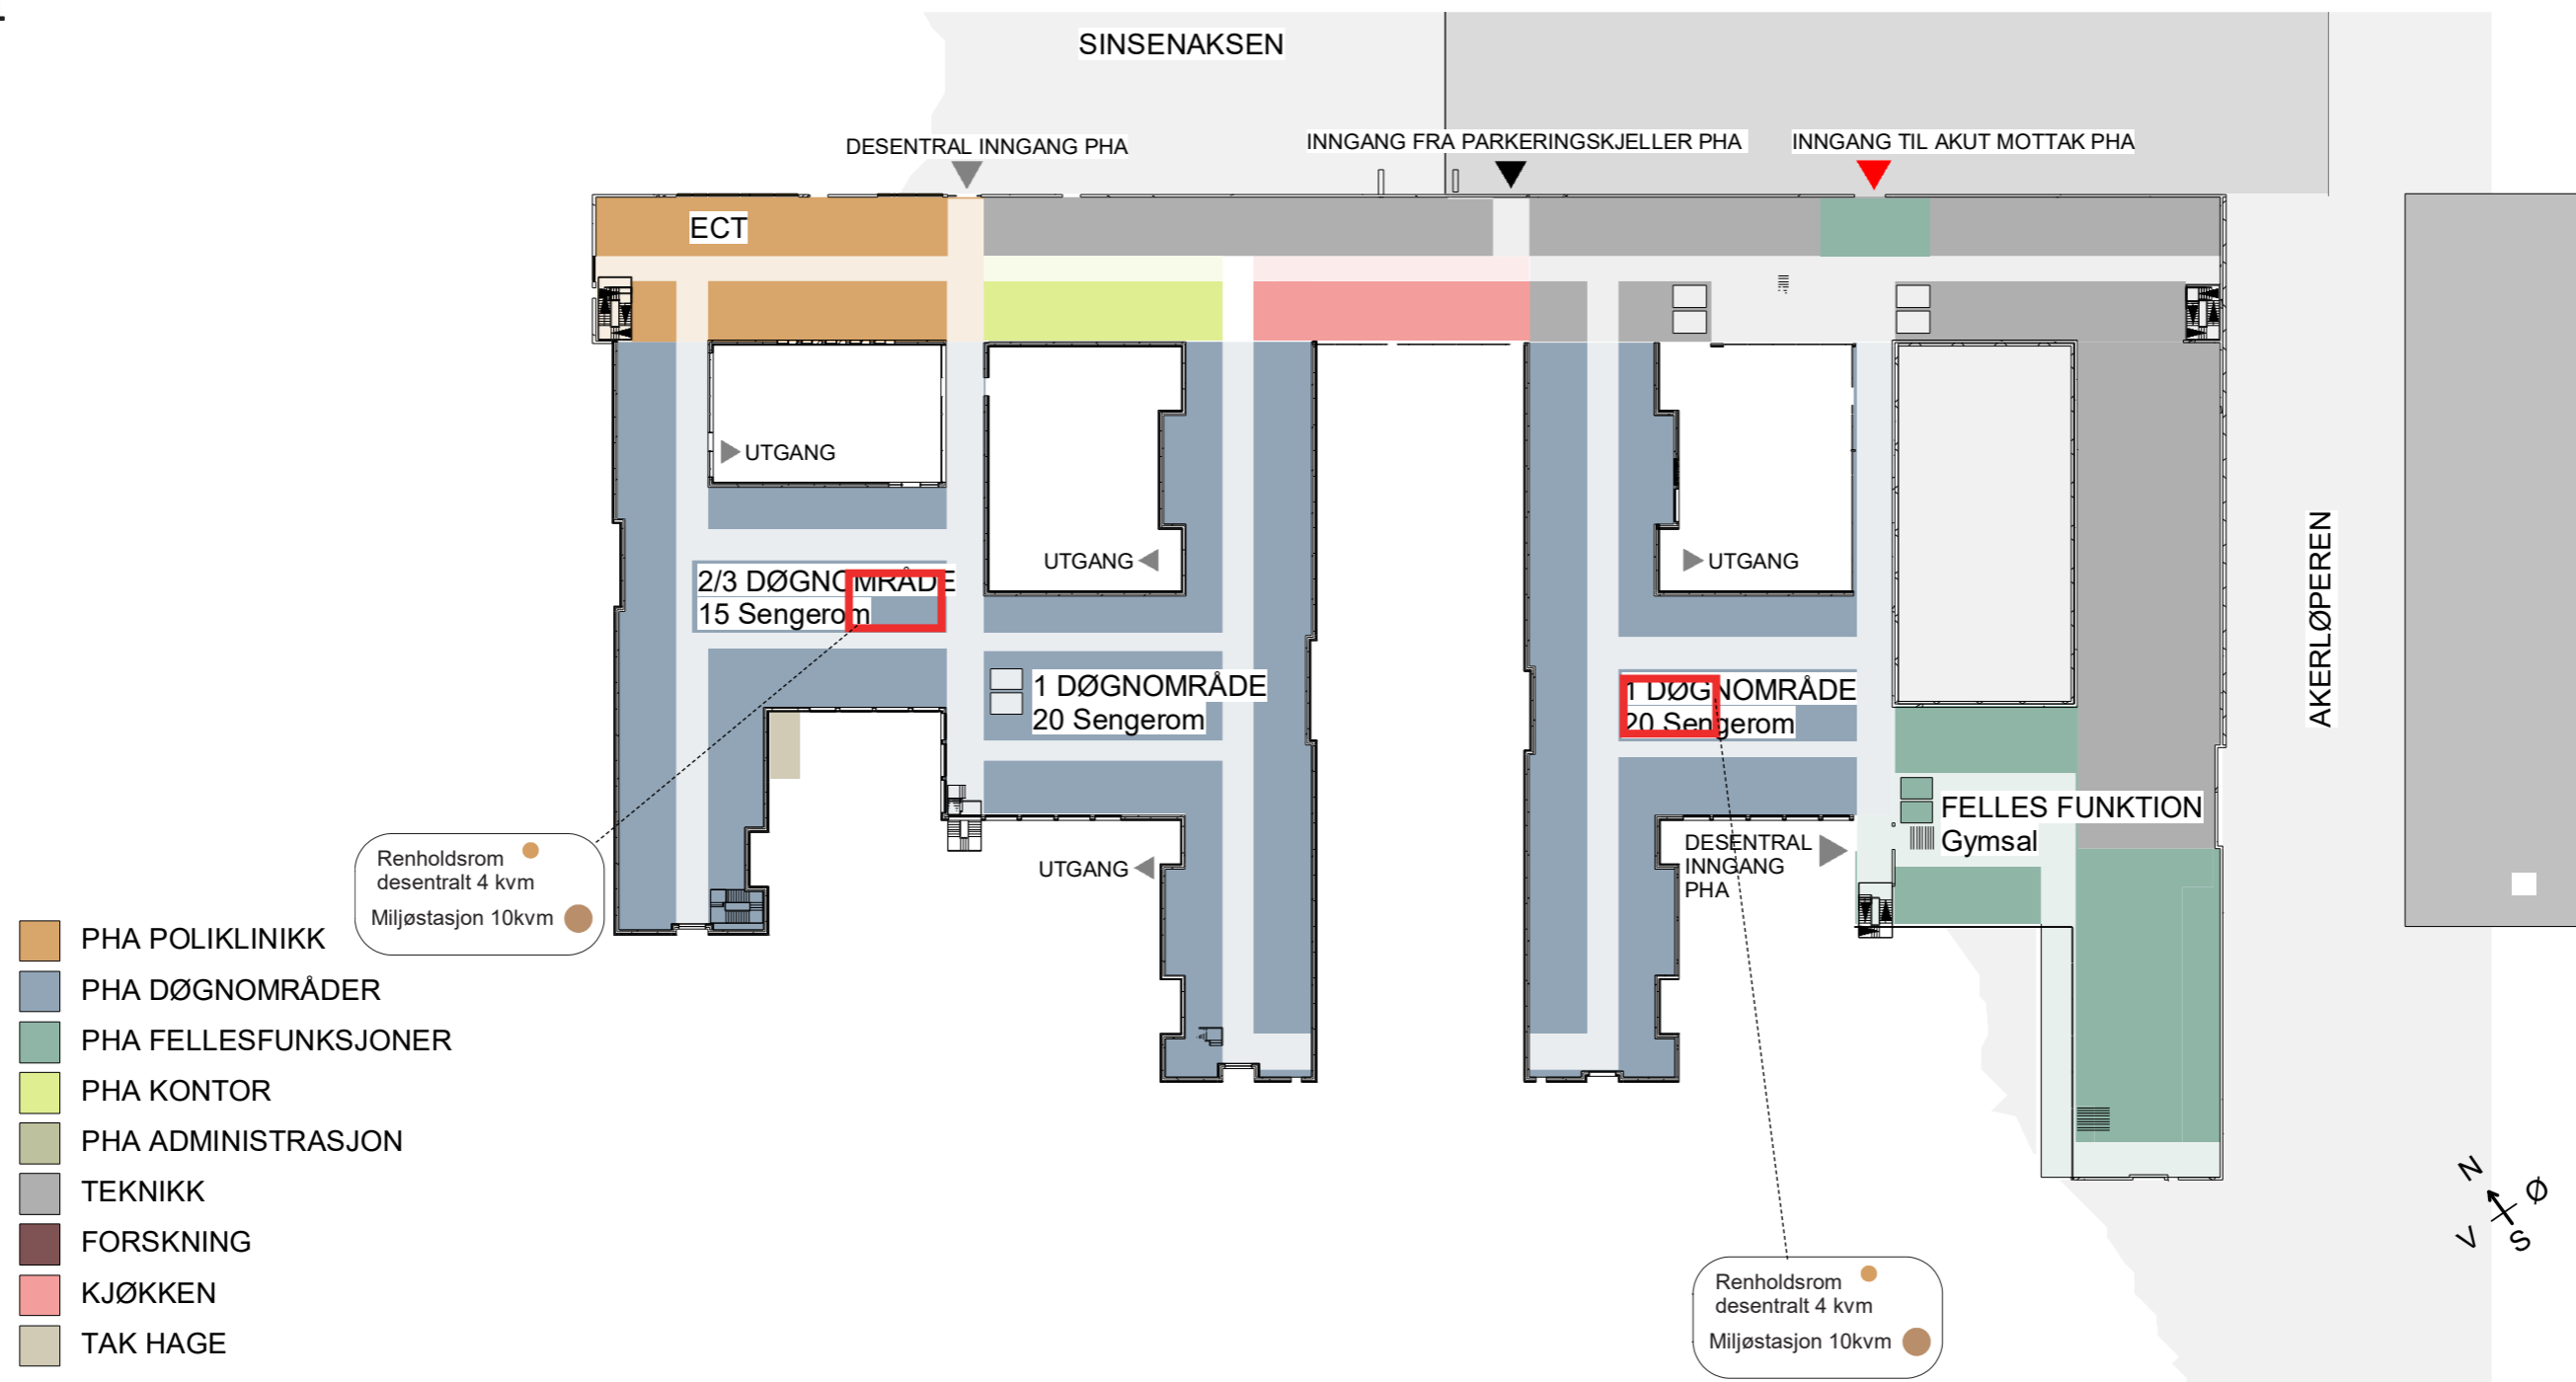 SINSENAKSEN
DESENTRAL INNGANG PHA
INNGANG FRA PARKERINGSKJELLER PHA
INNGANG TIL AKUT MOTTAK PHA
ECT
UTGANG
UTGANG
UTGANG
AKERLØPEREN
2/3 DØGNOMRÅDE
15 Sengerom
1 DØGNOMRÅDE
20 Sengerom
1 DØGNOMRÅDE
20 Sengerom
FELLES FUNKTION
Gymsal
DESENTRAL
INNGANG
PHA
UTGANG
Renholdsrom
desentralt 4 kvm
Miljøstasjon 10kvm
PHA POLIKLINIKK
PHA DØGNOMRÅDER
PHA FELLESFUNKSJONER
PHA KONTOR
PHA ADMINISTRASJON
TEKNIKK
FORSKNING
KJØKKEN
TAK HAGE
Renholdsrom
desentralt 4 kvm
Miljøstasjon 10kvm
N
Ø
V
S